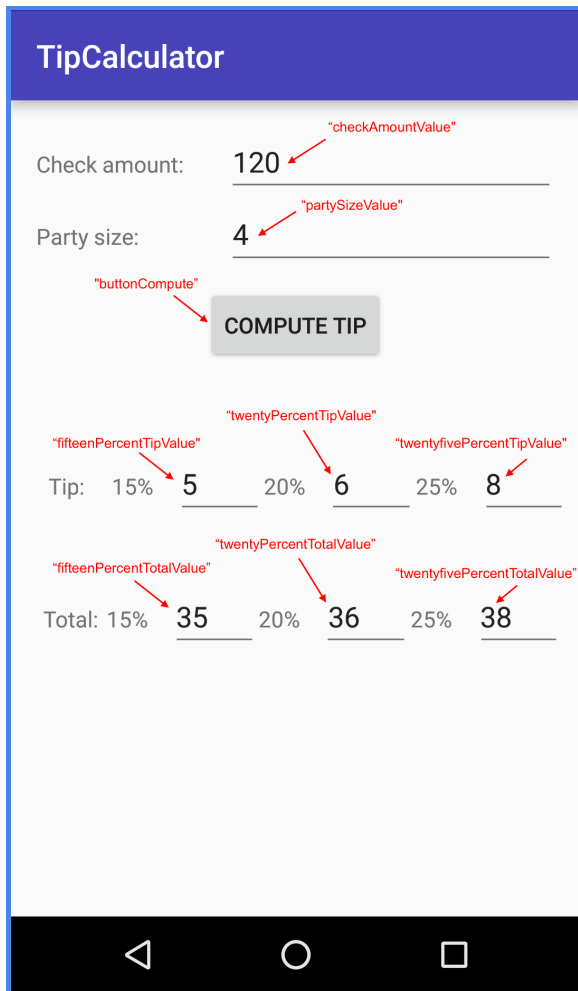 TipCalculator
“checkAmountValue"
Check amount: 120
“partySizeValue"
Party size: 4
"buttonCompute”
COMPUTE TIP
“twentyPercentTipValue"
“fifteenPercentTipValue" “twentyfivePercentTipValue"
Tip: 15% 5 20% 6 25% 8
“twentyPercentTotalValue”
“fifteenPercentTotalValue” “twentyfivePercentTotalValue”
Total: 15% 35 20% 36 25% 38